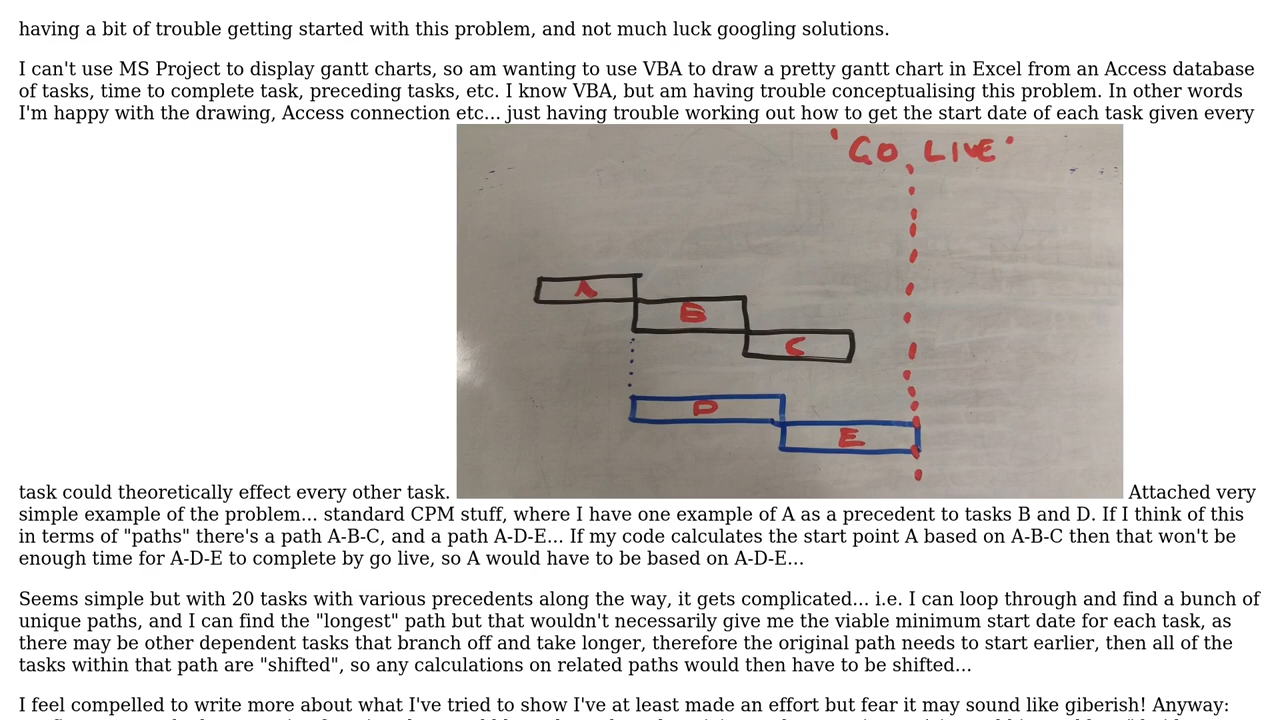 having a bit of trouble getting started with this problem, and not much luck googling solutions.
I can't use MS Project to display gantt charts, so am wanting to use VBA to draw a pretty gantt chart in Excel from an Access database
of tasks, time to complete task, preceding tasks, etc. I know VBA, but am having trouble conceptualising this problem. In other words
I'm happy with the drawing, Access connection etc... just having trouble working out how to get the start date of each task given every
'GO LIVE'
A
B
C
D
E
task could theoretically effect every other task. Attached very
simple example of the problem... standard CPM stuff, where I have one example of A as a precedent to tasks B and D. If I think of this
in terms of "paths" there's a path A-B-C, and a path A-D-E... If my code calculates the start point A based on A-B-C then that won't be
enough time for A-D-E to complete by go live, so A would have to be based on A-D-E...
Seems simple but with 20 tasks with various precedents along the way, it gets complicated... i.e. I can loop through and find a bunch of
unique paths, and I can find the "longest" path but that wouldn't necessarily give me the viable minimum start date for each task, as
there may be other dependent tasks that branch off and take longer, therefore the original path needs to start earlier, then all of the
tasks within that path are "shifted", so any calculations on related paths would then have to be shifted...
I feel compelled to write more about what I've tried to show I've at least made an effort but fear it may sound like giberish! Anyway: